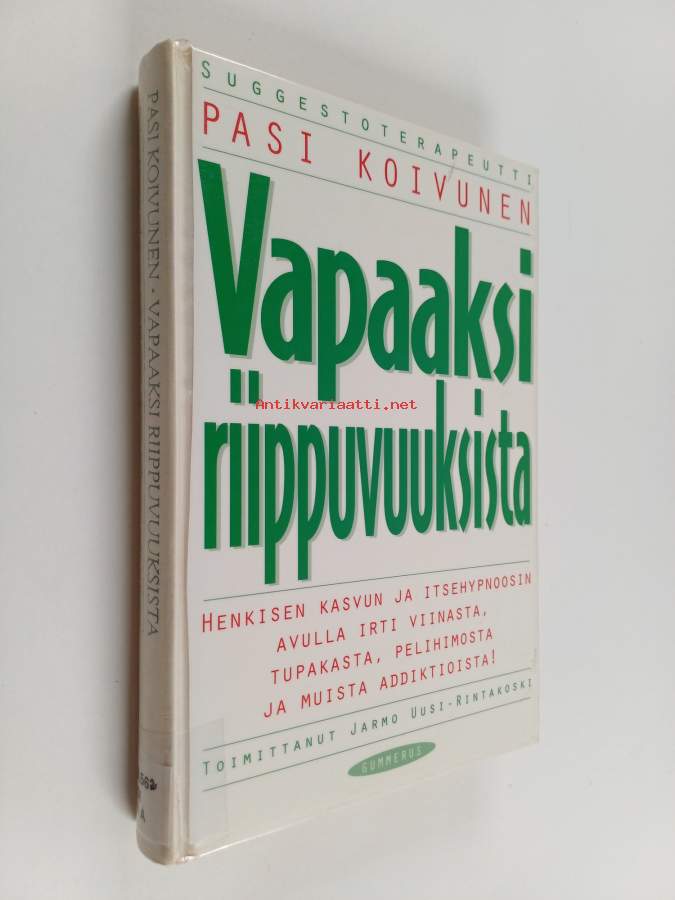 SUGGESTOTERAPEUTTI
PASI KOIVUNEN
Vapaaksi
riippuvuuksista
HENKISEN KASVUN JA ITSEHYPNOOSIN
AVULLA IRTI VIINASTA,
TUPAKASTA, PELIHIMOSTA
JA MUISTA ADDIKTIOISTA!
TOIMITTANUT JARMO UUSI-RINTAKOSKI
GUMMERUS
PASI KOIVUNEN • VAPAAKSI RIIPPUVUUKSISTA
A
Antikvariaatti.net